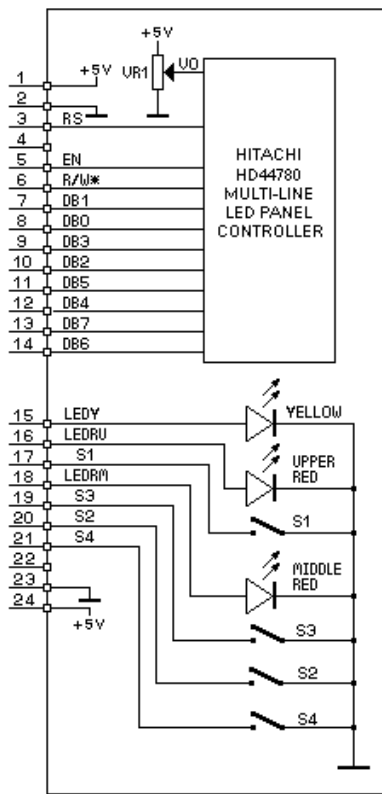 +5V
1 +5V VR1 VO
2
3 RS
4
5 EN
6 R/W*
7 DB1
8 DB0
9 DB3
10 DB2
11 DB5
12 DB4
13 DB7
14 DB6
HITACHI
HD44780
MULTI-LINE
LED PANEL
CONTROLLER
15 LEDY YELLOW
16 LEDRU
17 S1
18 LEDRM
19 S3
20 S2
21 S4
22
23
24
+5V
UPPER
RED
S1
MIDDLE
RED
S3
S2
S4